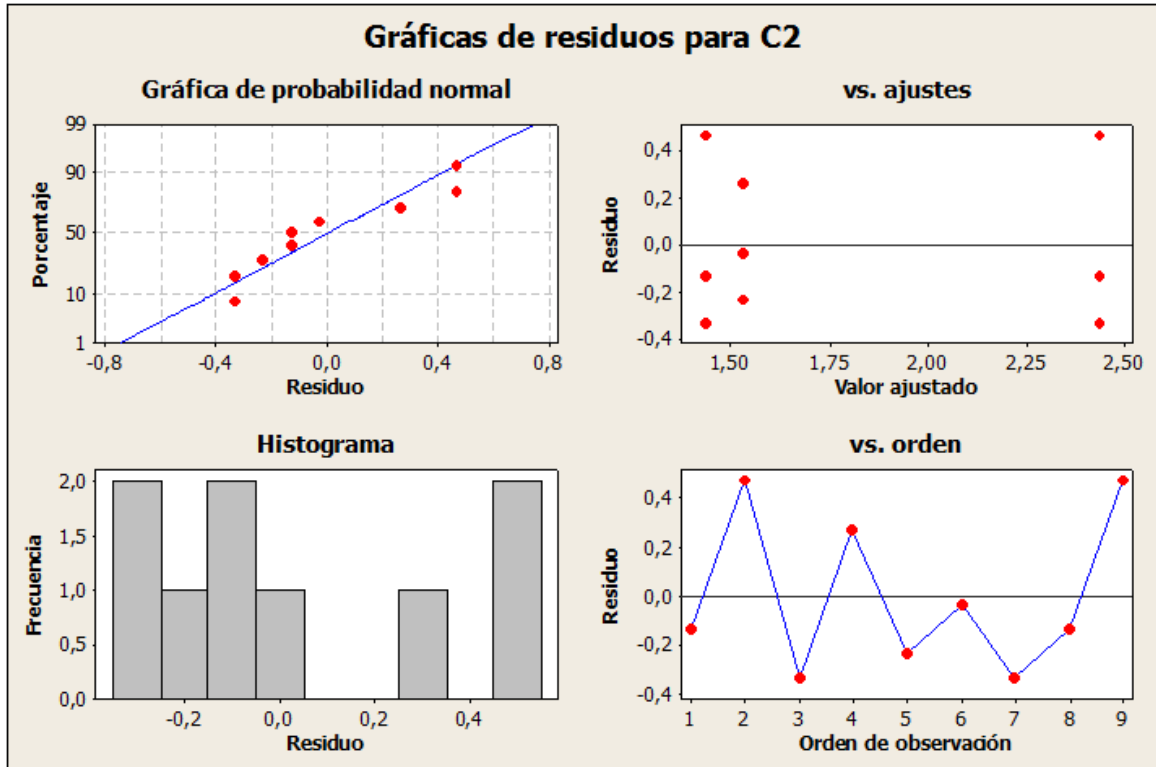 Gráficas de residuos para C2
Gráfica de probabilidad normal
99
90
50
10
1
Porcentaje
-0,8 -0,4 0,0 0,4 0,8
Residuo
vs. ajustes
0,4
0,2
0,0
-0,2
-0,4
Residuo
1,50 1,75 2,00 2,25 2,50
Valor ajustado
Histograma
2,0
1,5
1,0
0,5
0,0
Frecuencia
-0,2 0,0 0,2 0,4
Residuo
vs. orden
0,4
0,2
0,0
-0,2
-0,4
Residuo
1 2 3 4 5 6 7 8 9
Orden de observación